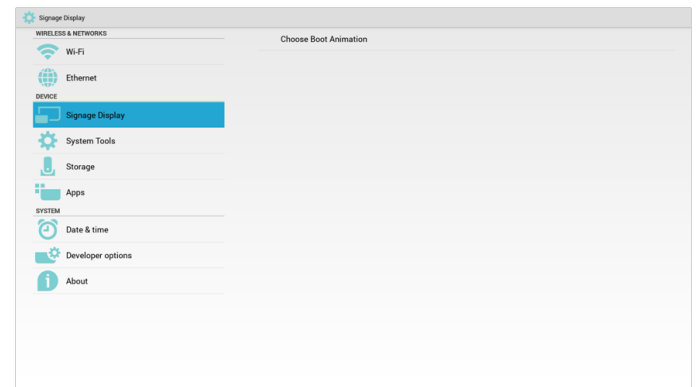 Signage Display
WIRELESS & NETWORKS
Wi-Fi
Ethernet
DEVICE
Signage Display
System Tools
Storage
Apps
SYSTEM
Date & time
Developer options
About
Choose Boot Animation